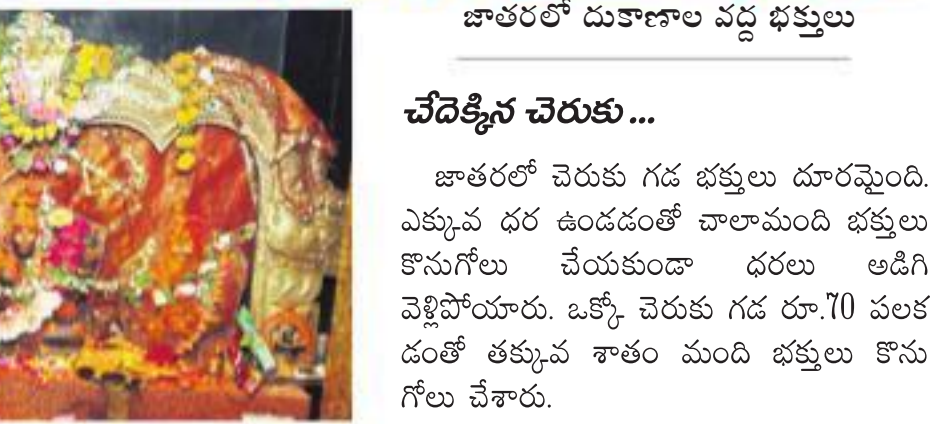 జాతరలో దుకాణాల వద్ద భక్తులు
చేదెక్కిన చెరుకు...
జాతరలో చెరుకు గడ భక్తులు దూరమైంది.
ఎక్కువ ధర ఉండడంతో చాలామంది భక్తులు
కొనుగోలు చేయకుండా ధరలు అడిగి
వెళ్లిపోయారు. ఒక్కో చెరుకు గడ రూ.70 పలక
డంతో తక్కువ శాతం మంది భక్తులు కొను
గోలు చేశారు.